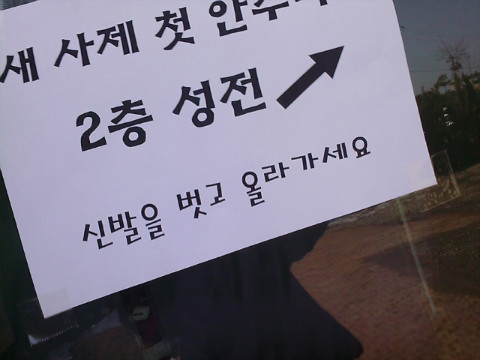 새 사제 첫 안수
2층 성전
신발을 벗고 올라가세요